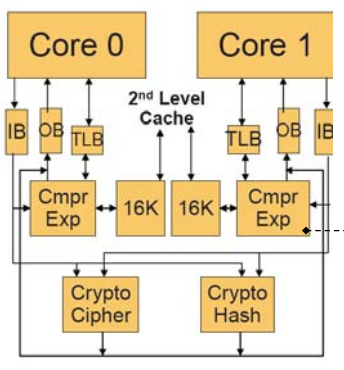 Core 0
Core 1
2nd Level
Cache
IB
OB
TLB
TLB
OB
IB
Cmpr
Exp
16K
16K
Cmpr
Exp
Crypto
Cipher
Crypto
Hash